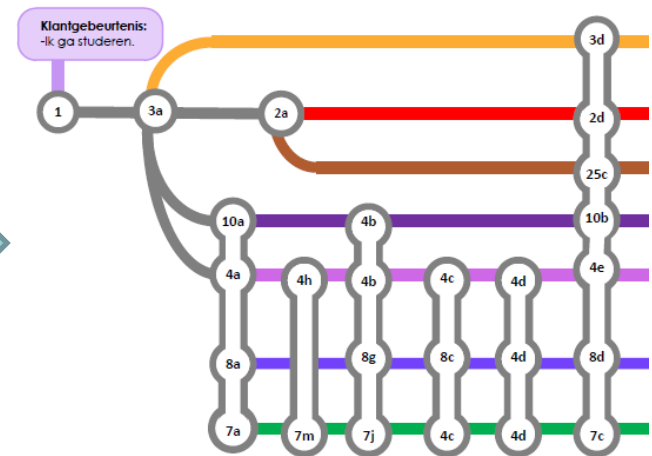 Klantgebeurtenis:
-Ik ga studeren.
3d
1
3a
2a
2d
25c
10a
4b
10b
4a
4h
4b
4c
4d
4e
8a
8g
8c
4d
8d
7a
7m
7j
4c
4d
7c